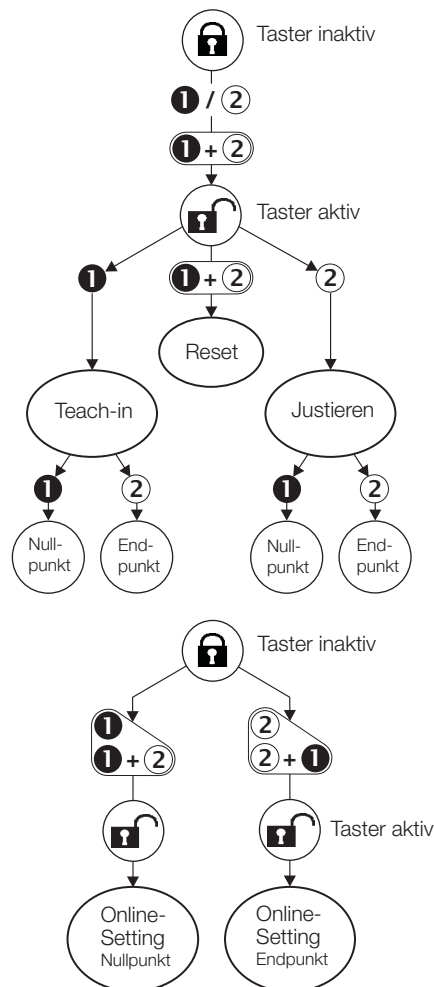 Taster inaktiv
1 / 2
1 + 2
Taster aktiv
1
1 + 2
2
Reset
Teach-in
Justieren
1
2
1
2
Null-
punkt
End-
punkt
Null-
punkt
End-
punkt
Taster inaktiv
1
1 + 2
2
2 + 1
Taster aktiv
Online-
Setting
Nullpunkt
Online-
Setting
Endpunkt